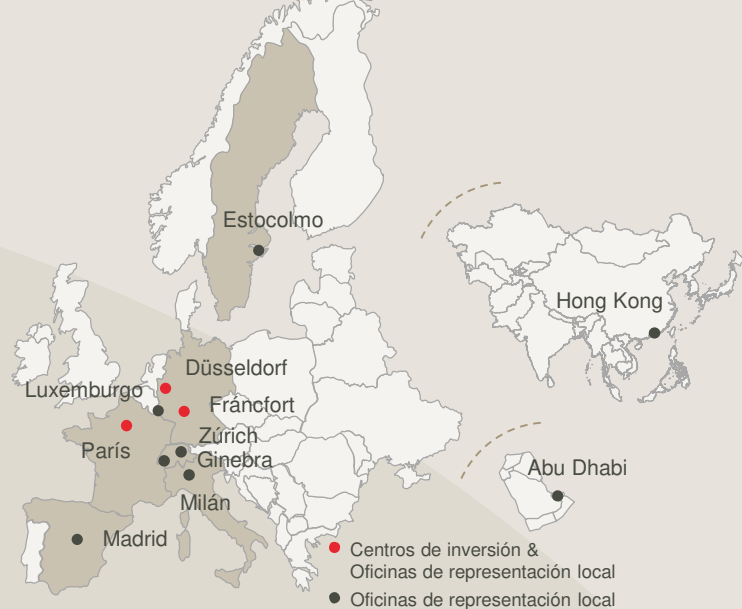 Estocolmo
Hong Kong
Düsseldorf
Luxemburgo
Fráncfort
Zúrich
París
Ginebra
Abu Dhabi
Milán
Madrid
Centros de inversión &
Oficinas de representación local
Oficinas de representación local